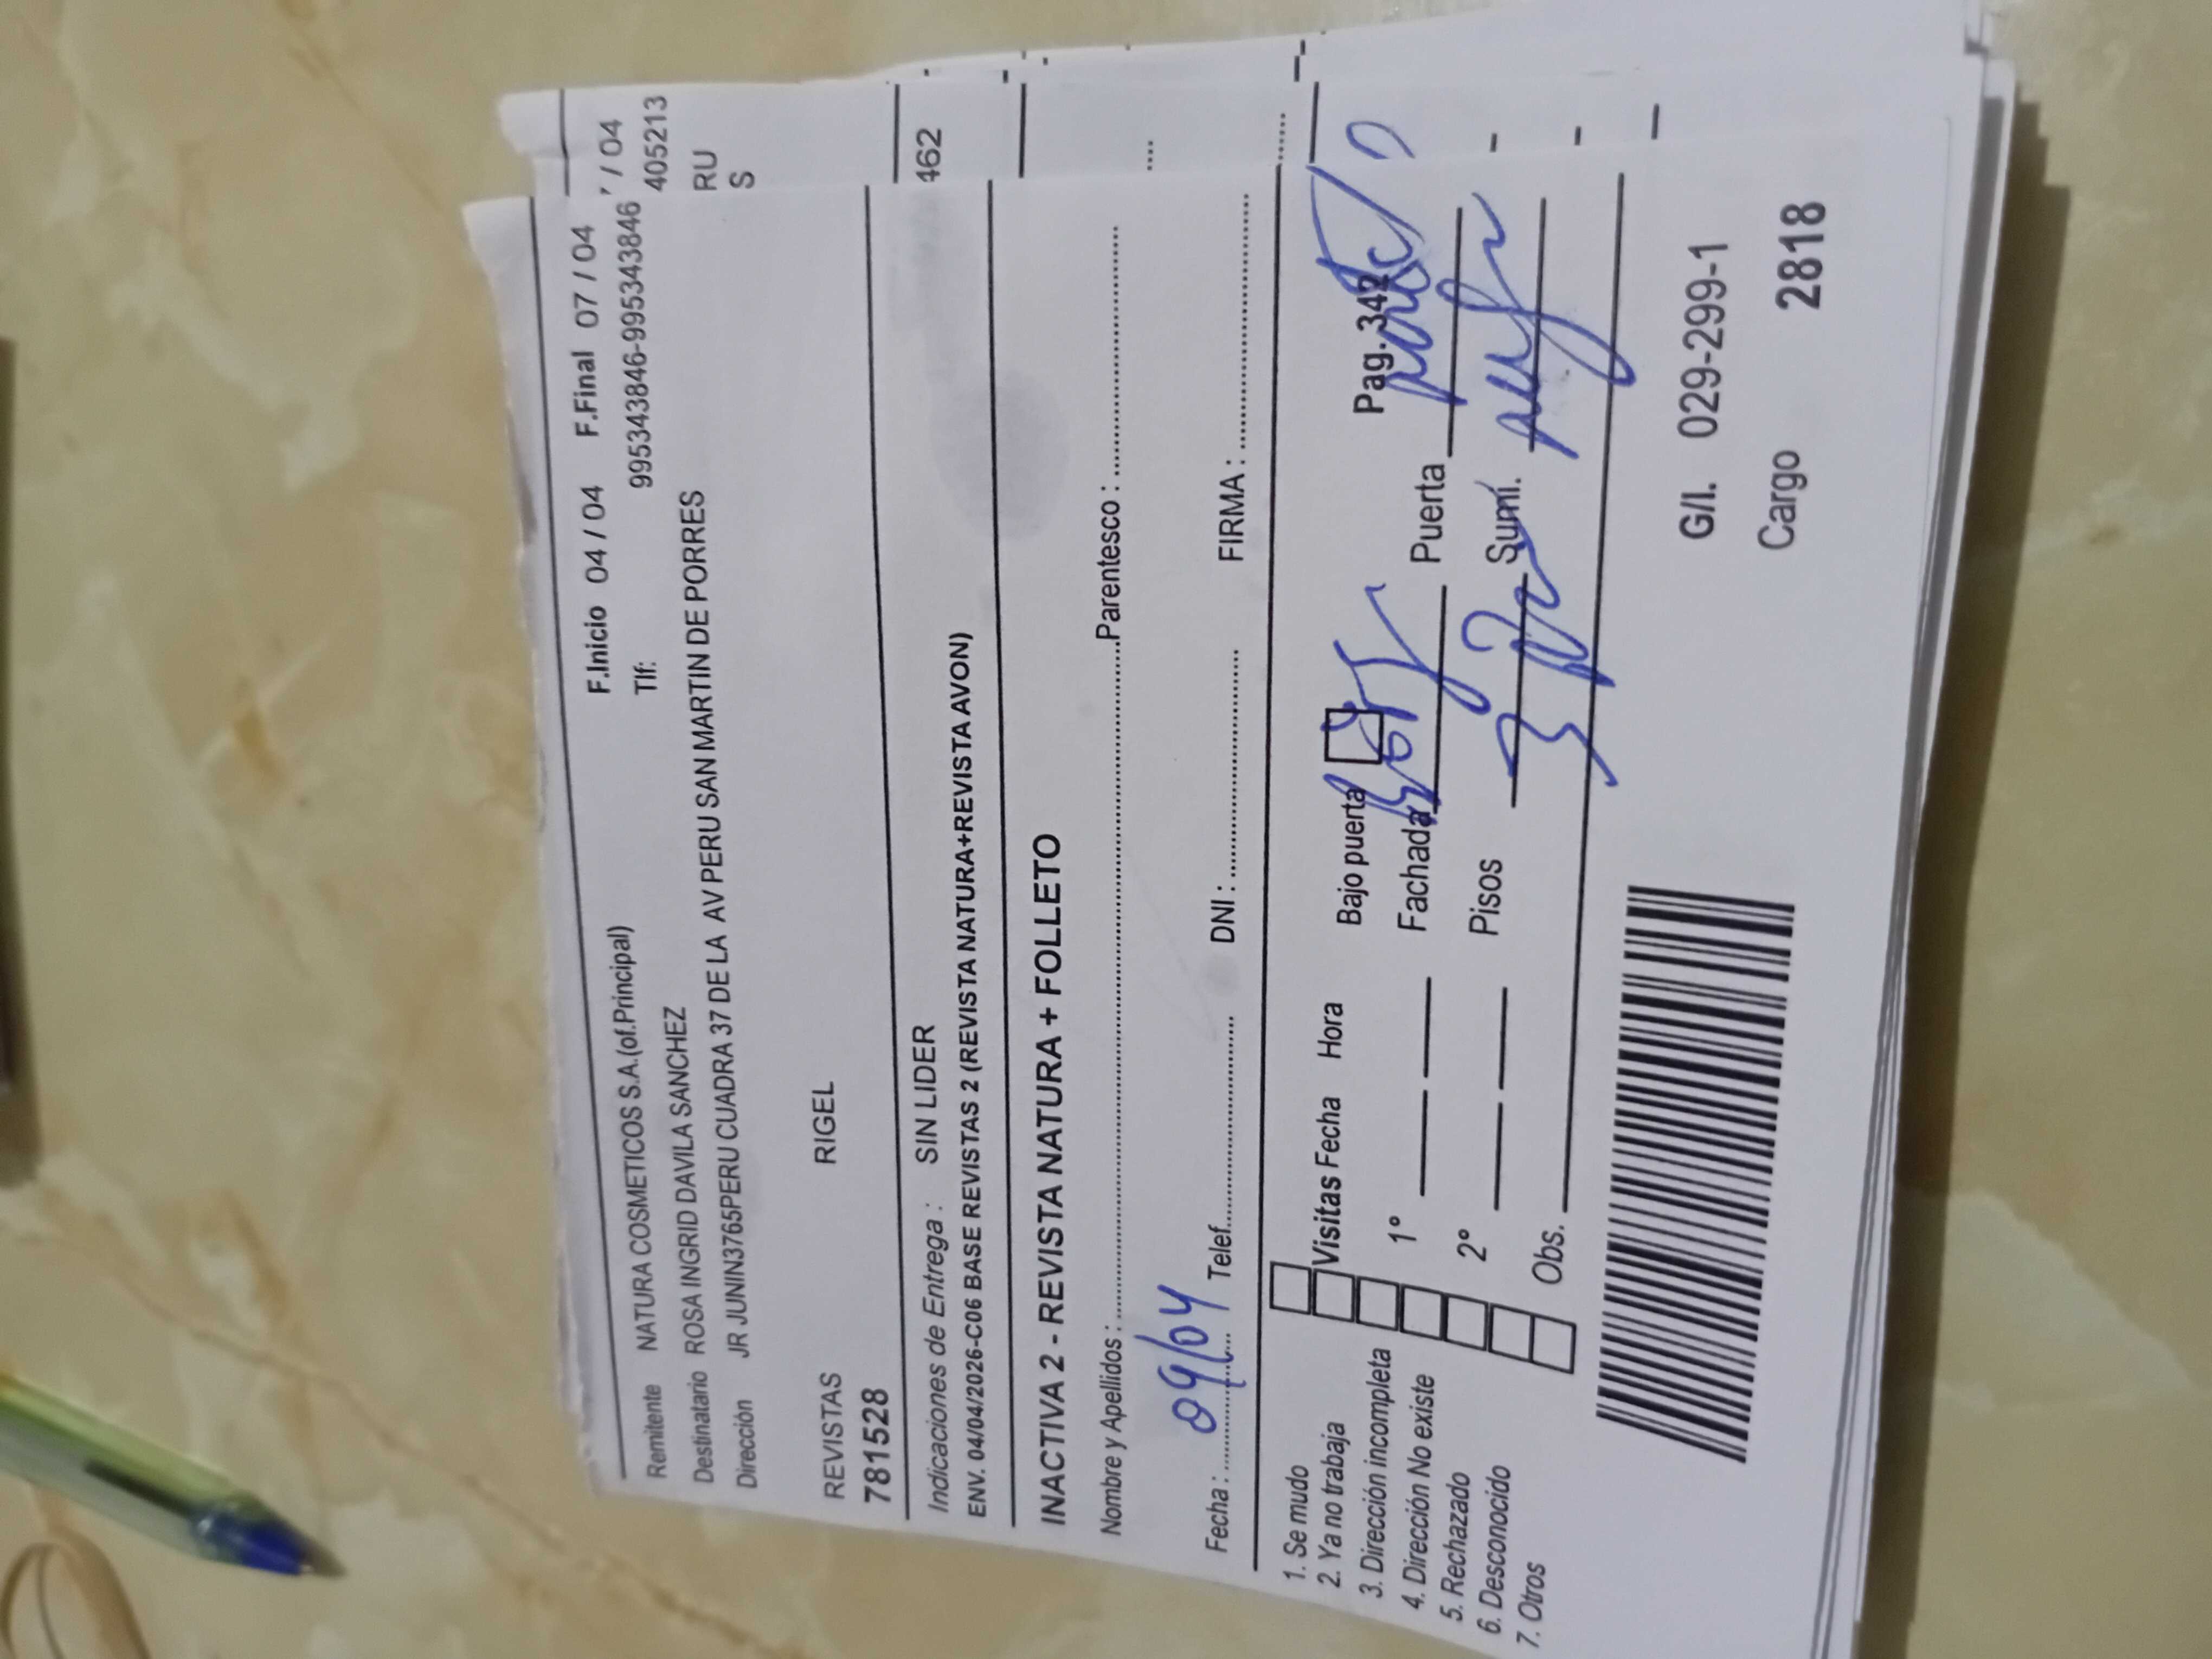 F.Inicio 04 / 04 F.Final 07 / 04
Remitente NATURA COSMETICOS S.A.(of.Principal) Tlf: 995343846-995343846
Destinatario ROSA INGRID DAVILA SANCHEZ
Dirección JR JUNIN3765PERU CUADRA 37 DE LA AV PERU SAN MARTIN DE PORRES
/ 04
405213
RU
S
REVISTAS RIGEL
781528
Indicaciones de Entrega : SIN LIDER
462
ENV. 04/04/2026-C06 BASE REVISTAS 2 (REVISTA NATURA+REVISTA AVON)
INACTIVA 2 - REVISTA NATURA + FOLLETO
Nombre y Apellidos : Parentesco :
Fecha : 09/04 Telef. DNI : FIRMA :
1. Se mudo
2. Ya no trabaja
3. Dirección incompleta
4. Dirección No existe
5. Rechazado
6. Desconocido
7. Otros
Visitas Fecha Hora Bajo puerta Pag. 342
1° Fachada Puerta
2° Pisos 3 Sumi.
Obs.
G/I. 029-299-1
Cargo 2818